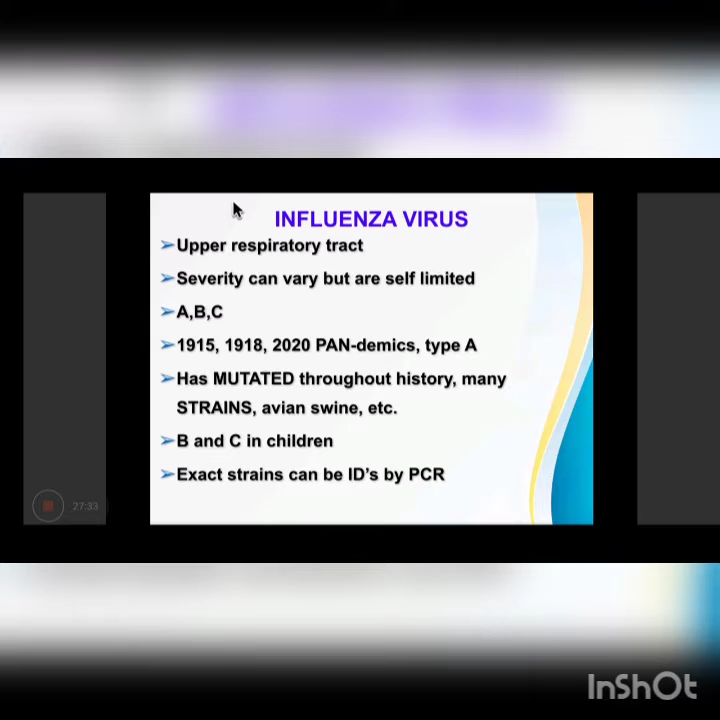 INFLUENZA VIRUS
➢Upper respiratory tract
➢Severity can vary but are self limited
➢A,B,C
➢1915, 1918, 2020 PAN-demics, type A
➢Has MUTATED throughout history, many
STRAINS, avian swine, etc.
➢B and C in children
➢Exact strains can be ID's by PCR
27:33
InShOt